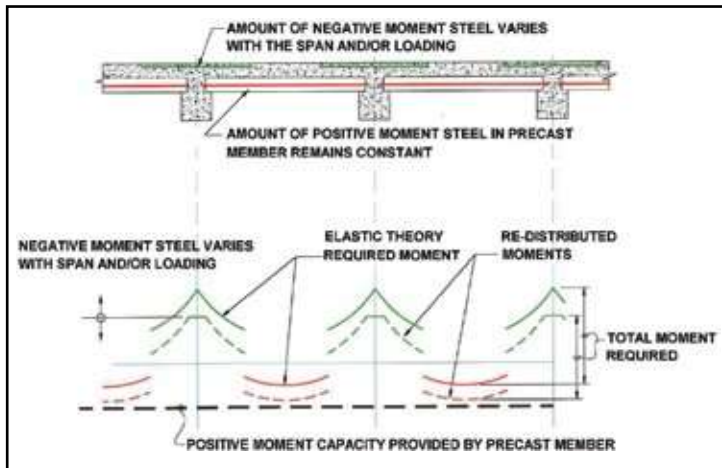 AMOUNT OF NEGATIVE MOMENT STEEL VARIES
WITH THE SPAN AND/OR LOADING
AMOUNT OF POSITIVE MOMENT STEEL IN PRECAST
MEMBER REMAINS CONSTANT
NEGATIVE MOMENT STEEL VARIES
WITH SPAN AND/OR LOADING
ELASTIC THEORY
REQUIRED MOMENT
RE-DISTRIBUTED
MOMENTS
TOTAL MOMENT
REQUIRED
POSITIVE MOMENT CAPACITY PROVIDED BY PRECAST MEMBER